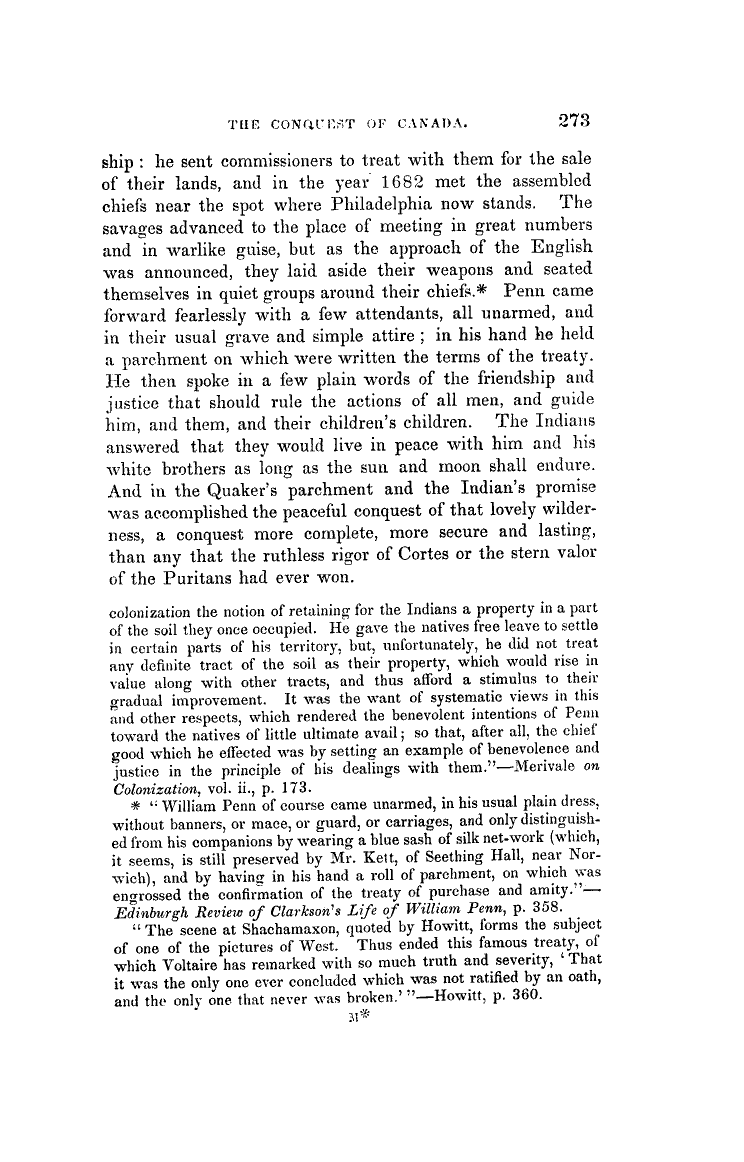 THE CONQUEST OF CANADA. 273
ship : he sent commissioners to treat with them for the sale
of their lands, and in the year 1682 met the assembled
chiefs near the spot where Philadelphia now stands. The
savages advanced to the place of meeting in great numbers
and in warlike guise, but as the approach of the English
was announced, they laid aside their weapons and seated
themselves in quiet groups around their chiefs.* Penn came
forward fearlessly with a few attendants, all unarmed, and
in their usual grave and simple attire ; in his hand he held
a parchment on which were written the terms of the treaty.
He then spoke in a few plain words of the friendship and
justice that should rule the actions of all men, and guide
him, and them, and their children's children. The Indians
answered that they would live in peace with him and his
white brothers as long as the sun and moon shall endure.
And in the Quaker's parchment and the Indian's promise
was accomplished the peaceful conquest of that lovely wilder-
ness, a conquest more complete, more secure and lasting,
than any that the ruthless rigor of Cortes or the stern valor
of the Puritans had ever won.
colonization the notion of retaining for the Indians a property in a part
of the soil they once occupied. He gave the natives free leave to settle
in certain parts of his territory, but, unfortunately, he did not treat
any definite tract of the soil as their property, which would rise in
value along with other tracts, and thus afford a stimulus to their
gradual improvement. It was the want of systematic views in this
and other respects, which rendered the benevolent intentions of Penn
toward the natives of little ultimate avail ; so that, after all, the chief
good which he effected was by setting an example of benevolence and
justice in the principle of his dealings with them."—Merivale on
Colonization, vol. ii., p. 173.
* "William Penn of course came unarmed, in his usual plain dress,
without banners, or mace, or guard, or carriages, and only distinguish-
ed from his companions by wearing a blue sash of silk net-work (which,
it seems, is still preserved by Mr. Kett, of Seething Hall, near Nor-
wich), and by having in his hand a roll of parchment, on which was
engrossed the confirmation of the treaty of purchase and amity."—
Edinburgh Review of Clarkson's Life of William Penn, p. 358.
"The scene at Shachamaxon, quoted by Howitt, forms the subject
of one of the pictures of West. Thus ended this famous treaty, of
which Voltaire has remarked with so much truth and severity, 'That
it was the only one ever concluded which was not ratified by an oath,
and the only one that never was broken.' "—Howitt, p. 360.
M*